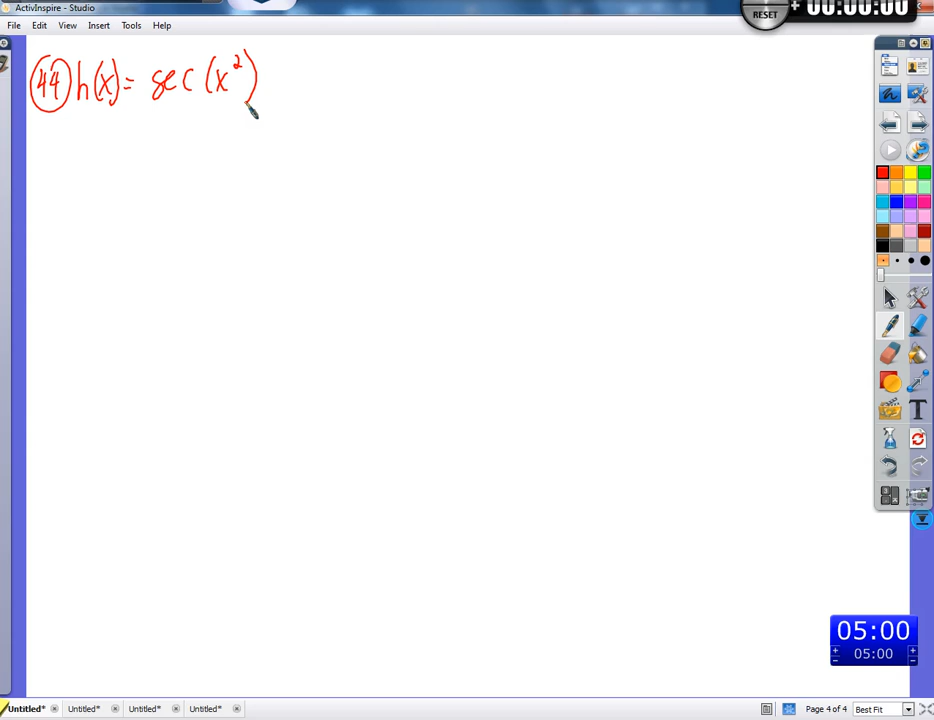 ActivInspire - Studio
00:00:00
RESET
File Edit View Insert Tools Help
44 h(x) = sec (x²)
T
05:00
05:00
Untitled* Untitled* Untitled* Untitled* Page 4 of 4 Best Fit